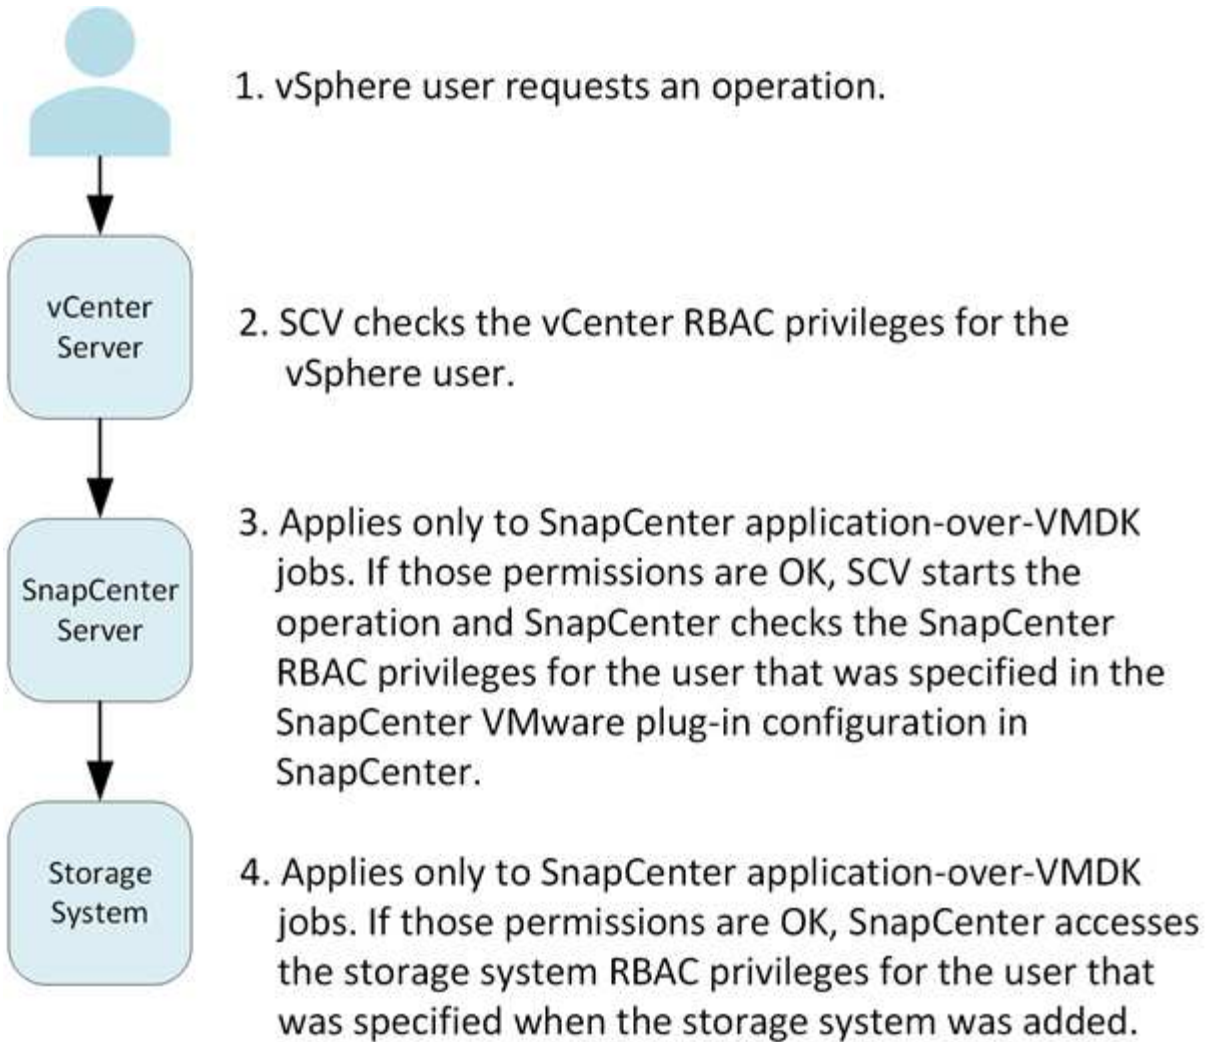 1. vSphere user requests an operation.
vCenter
Server
2. SCV checks the vCenter RBAC privileges for the
vSphere user.
SnapCenter
Server
3. Applies only to SnapCenter application-over-VMDK
jobs. If those permissions are OK, SCV starts the
operation and SnapCenter checks the SnapCenter
RBAC privileges for the user that was specified in the
SnapCenter VMware plug-in configuration in
SnapCenter.
Storage
System
4. Applies only to SnapCenter application-over-VMDK
jobs. If those permissions are OK, SnapCenter accesses
the storage system RBAC privileges for the user that
was specified when the storage system was added.